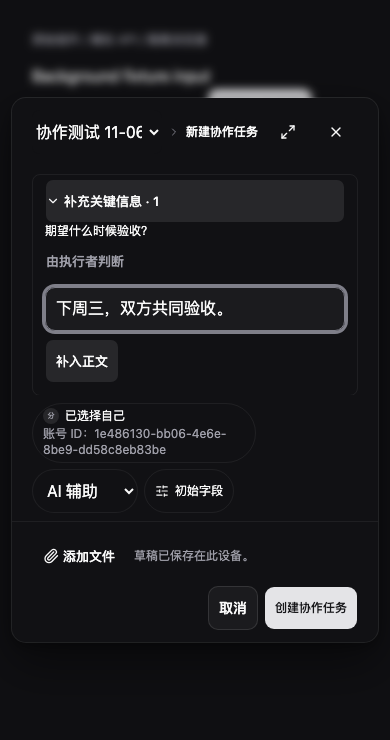 Background fixture input
协作测试 11-06
新建协作任务
补充关键信息 · 1
期望什么时候验收？
由执行者判断
下周三，双方共同验收。
补入正文
分 已选择自己
账号 ID：1e486130-bb06-4e6e-
8be9-dd58c8eb83be
AI 辅助
初始字段
添加文件
草稿已保存在此设备。
取消
创建协作任务